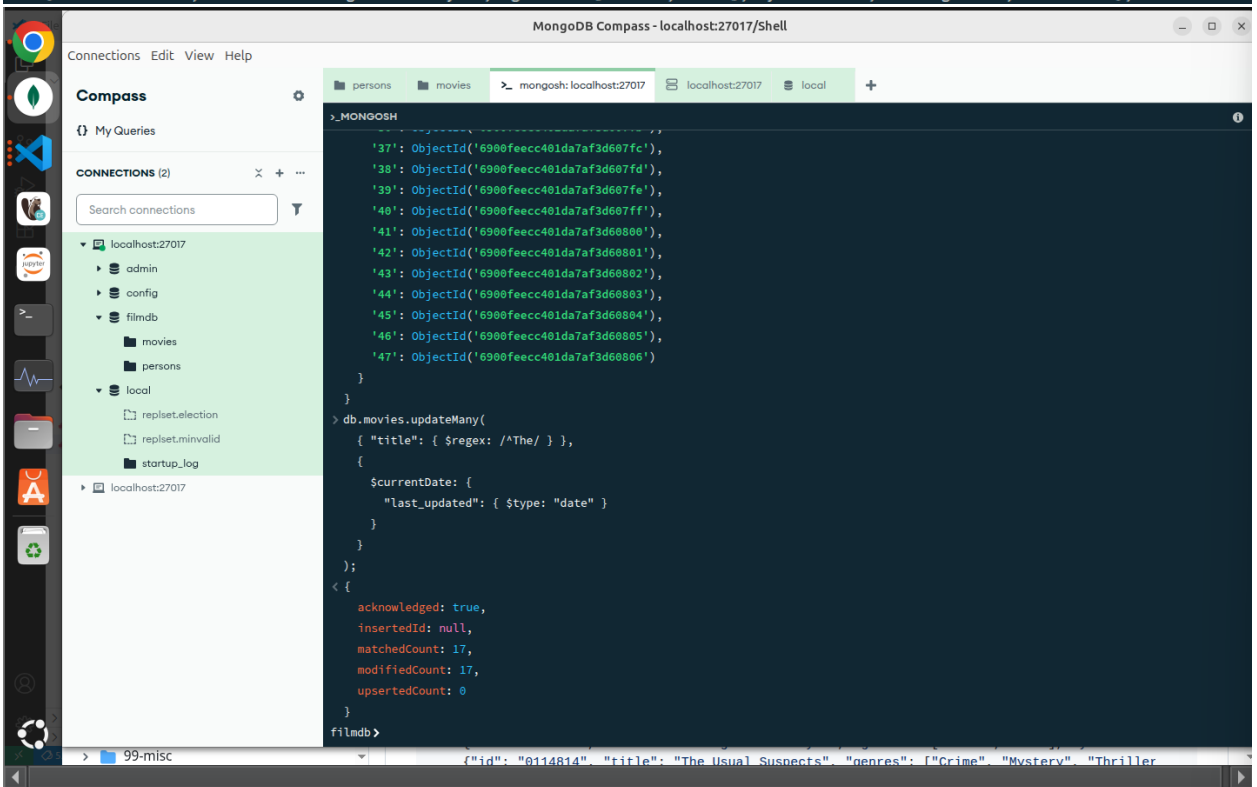 MongoDB Compass - localhost:27017/Shell
Connections Edit View Help
Compass
{} My Queries
CONNECTIONS (2)
Search connections
localhost:27017
admin
config
filmdb
movies
persons
local
replset.election
replset.minvalid
startup_log
localhost:27017
persons movies >_ mongosh: localhost:27017 localhost:27017 local +
>_MONGOSH
'37': ObjectId('6900feecc401da7af3d607fc'),
'38': ObjectId('6900feecc401da7af3d607fd'),
'39': ObjectId('6900feecc401da7af3d607fe'),
'40': ObjectId('6900feecc401da7af3d607ff'),
'41': ObjectId('6900feecc401da7af3d60800'),
'42': ObjectId('6900feecc401da7af3d60801'),
'43': ObjectId('6900feecc401da7af3d60802'),
'44': ObjectId('6900feecc401da7af3d60803'),
'45': ObjectId('6900feecc401da7af3d60804'),
'46': ObjectId('6900feecc401da7af3d60805'),
'47': ObjectId('6900feecc401da7af3d60806')
}
}
> db.movies.updateMany(
{ "title": { $regex: /^The/ } },
{
$currentDate: {
"last_updated": { $type: "date" }
}
}
);
< {
acknowledged: true,
insertedId: null,
matchedCount: 17,
modifiedCount: 17,
upsertedCount: 0
}
filmdb>
jupyter
99-misc
{"id": "0114814", "title": "The Usual Suspects", "genres": ["Crime", "Mystery", "Thriller